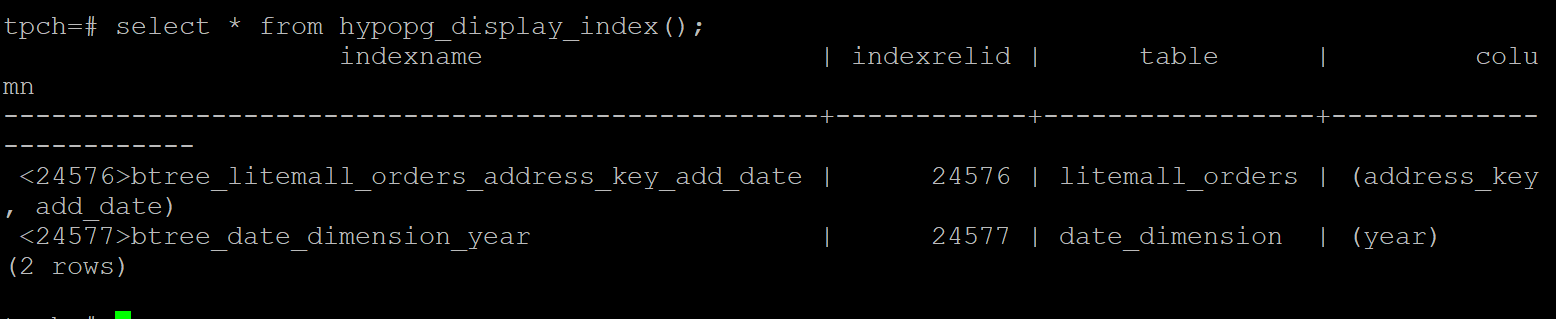 tpch=# select * from hypopg_display_index();
                     indexname                     | indexrelid |      table      |         colu
mn
---------------------------------------------------+------------+-----------------+-------------
------------
 <24576>btree_litemall_orders_address_key_add_date |      24576 | litemall_orders | (address_key
, add_date)
 <24577>btree_date_dimension_year                  |      24577 | date_dimension  | (year)
(2 rows)